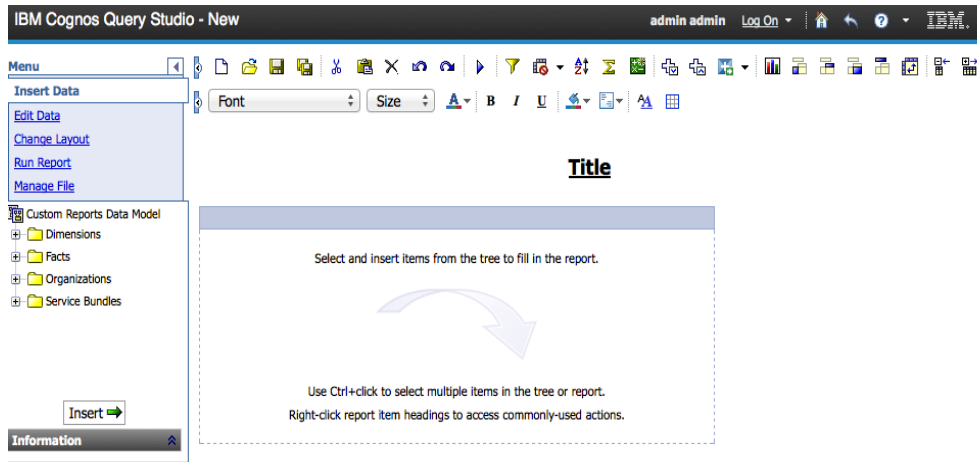 IBM Cognos Query Studio - New
admin admin Log On IBM.
Menu
Insert Data
Edit Data
Change Layout
Run Report
Manage File
Font Size A B I U AA
Title
Custom Reports Data Model
Dimensions
Facts
Organizations
Service Bundles
Select and insert items from the tree to fill in the report.
Use Ctrl+click to select multiple items in the tree or report.
Right-click report item headings to access commonly-used actions.
Insert
Information